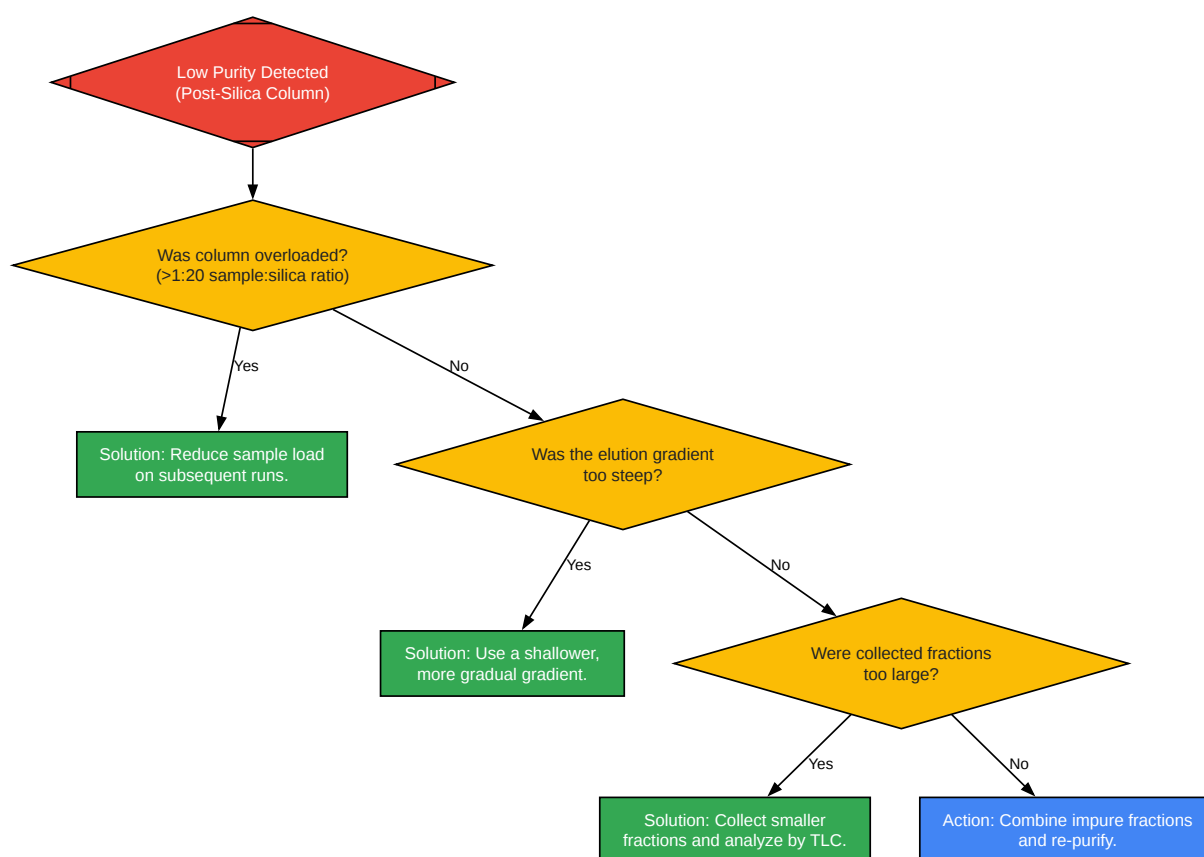 Low Purity Detected
(Post-Silica Column)
Was column overloaded?
(>1:20 sample:silica ratio)
Yes
No
Solution: Reduce sample load
on subsequent runs.
Was the elution gradient
too steep?
Yes
No
Solution: Use a shallower,
more gradual gradient.
Were collected fractions
too large?
Yes
No
Solution: Collect smaller
fractions and analyze by TLC.
Action: Combine impure fractions
and re-purify.